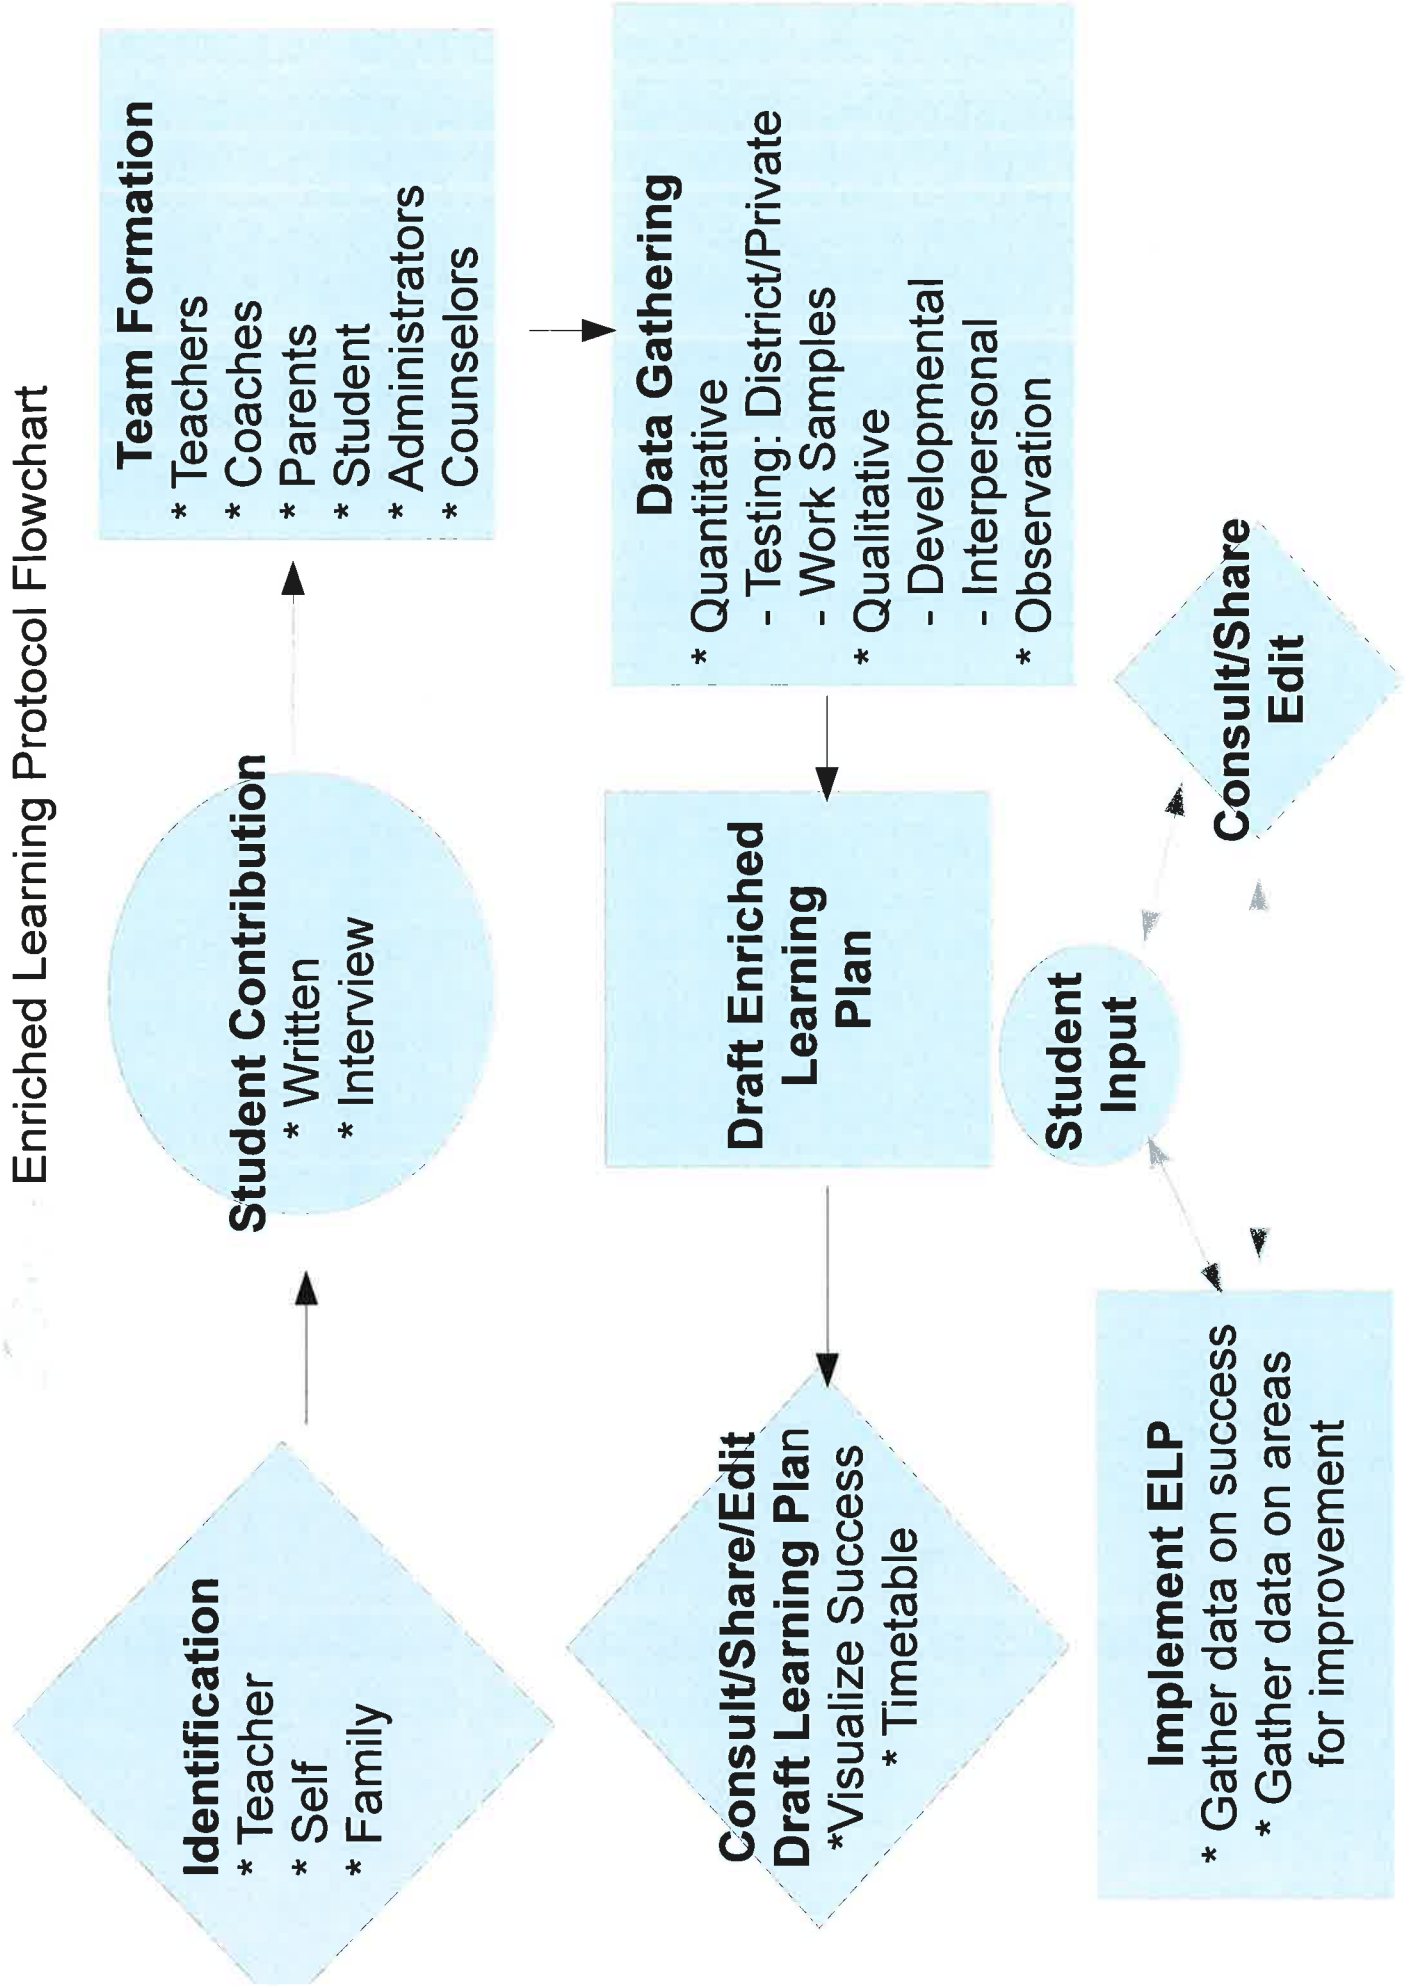 Enriched Learning Protocol Flowchart
Identification
* Teacher
* Self
* Family
Student Contribution
* Written
* Interview
Team Formation
* Teachers
* Coaches
* Parents
* Student
* Administrators
* Counselors
Data Gathering
* Quantitative
- Testing: District/Private
- Work Samples
* Qualitative
- Developmental
- Interpersonal
* Observation
Draft Enriched
Learning
Plan
Consult/Share/Edit
Draft Learning Plan
*Visualize Success
* Timetable
Implement ELP
* Gather data on success
* Gather data on areas
for improvement
Student
Input
Consult/Share
Edit